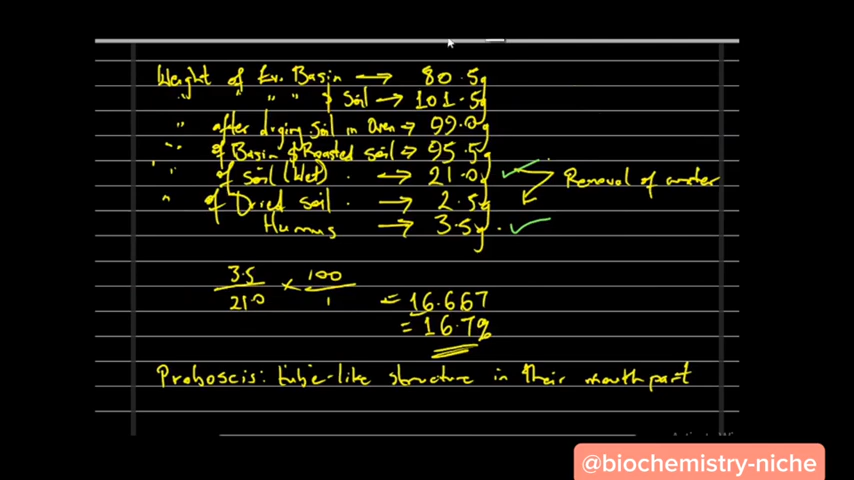 Weight of Ev. Basin → 80.5g
" " " & Soil → 101.5g
" after drying soil in Oven → 99.0g
" of Basin & Roasted soil → 95.5g
" of soil (Wet) . → 21.0g ✓ Removal of water
" of Dried soil . → 2.5g
Humus → 3.5g. ✓
3.5/21.0 × 100/1 = 16.667
= 16.7%
Proboscis: tube-like structure in their mouth part
@biochemistry-niche